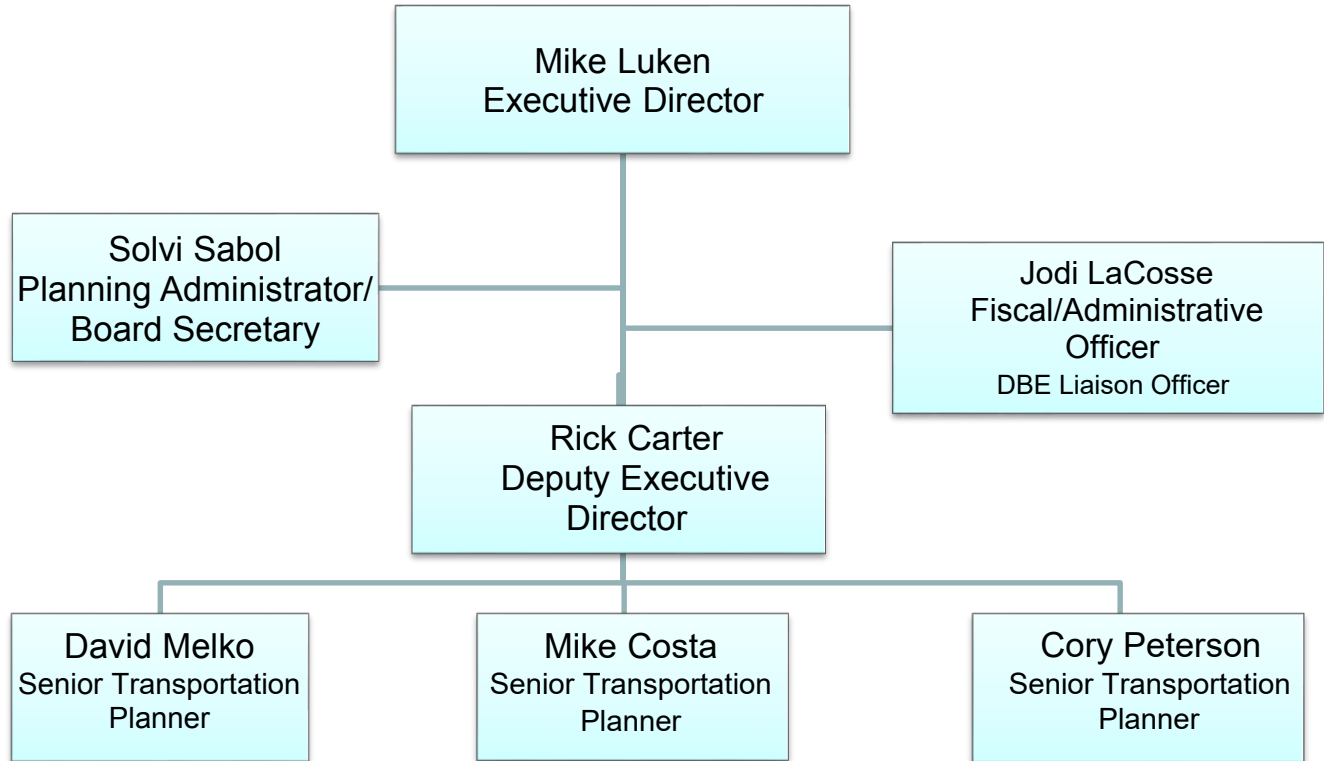 Mike Luken
Executive Director
Solvi Sabol
Planning Administrator/
Board Secretary
Jodi LaCosse
Fiscal/Administrative
Officer
DBE Liaison Officer
Rick Carter
Deputy Executive
Director
David Melko
Senior Transportation
Planner
Mike Costa
Senior Transportation
Planner
Cory Peterson
Senior Transportation
Planner